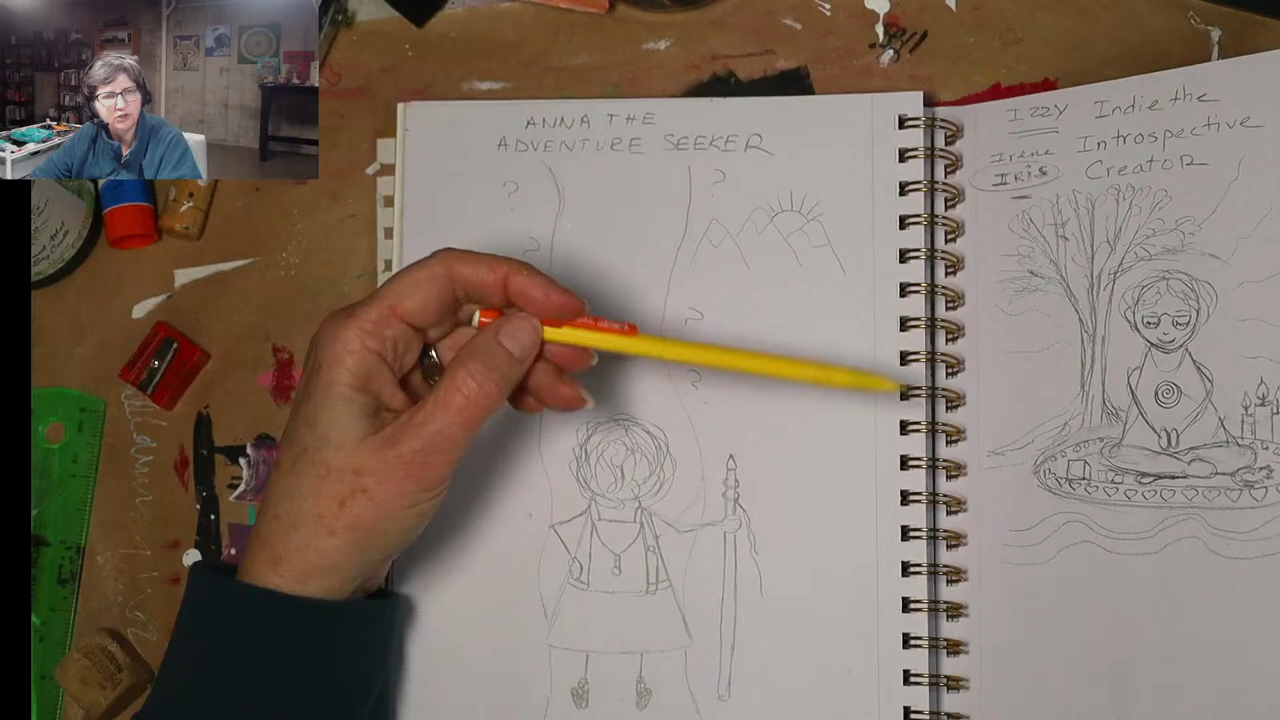 ANNA THE
ADVENTURE SEEKER
?
?
?
?
?
IZZY
Indie the
Introspective
Creator
Irene
IRiS